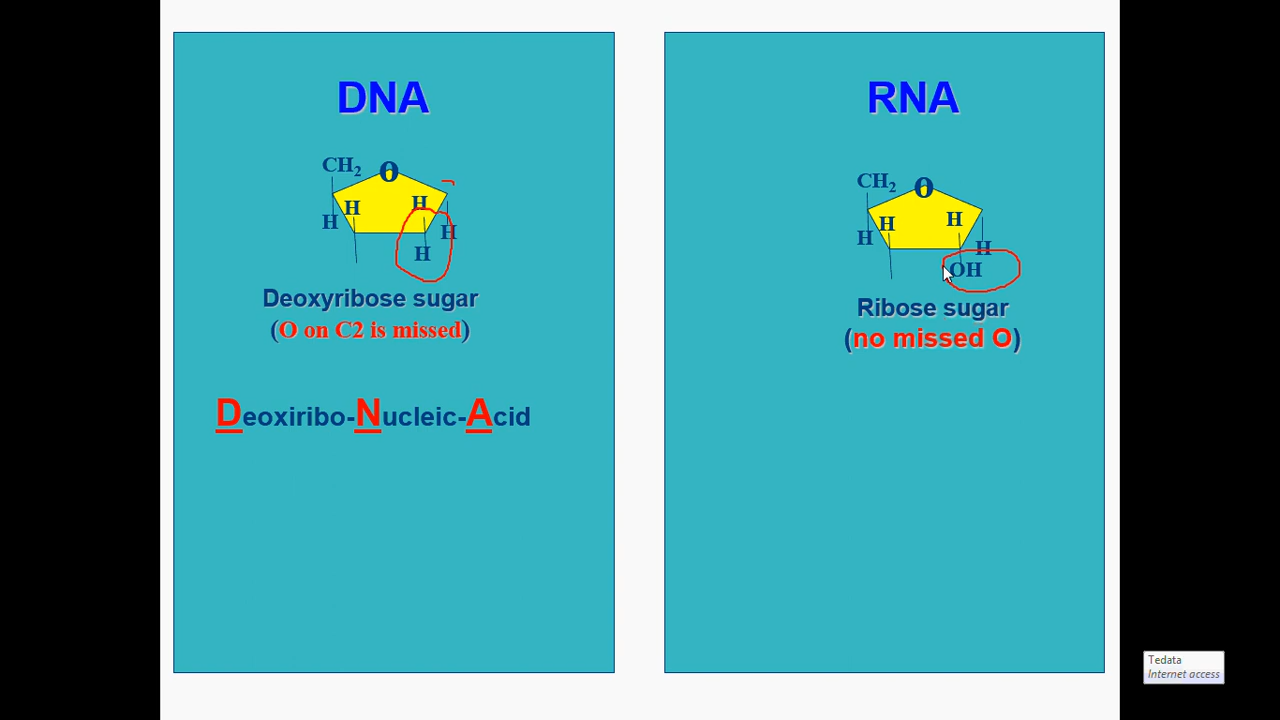 DNA
CH2
O
H
H
H
H
H
Deoxyribose sugar
(O on C2 is missed)
Deoxiribo-Nucleic-Acid
RNA
CH2
O
H
H
H
H
OH
Ribose sugar
(no missed O)
Tedata
Internet access